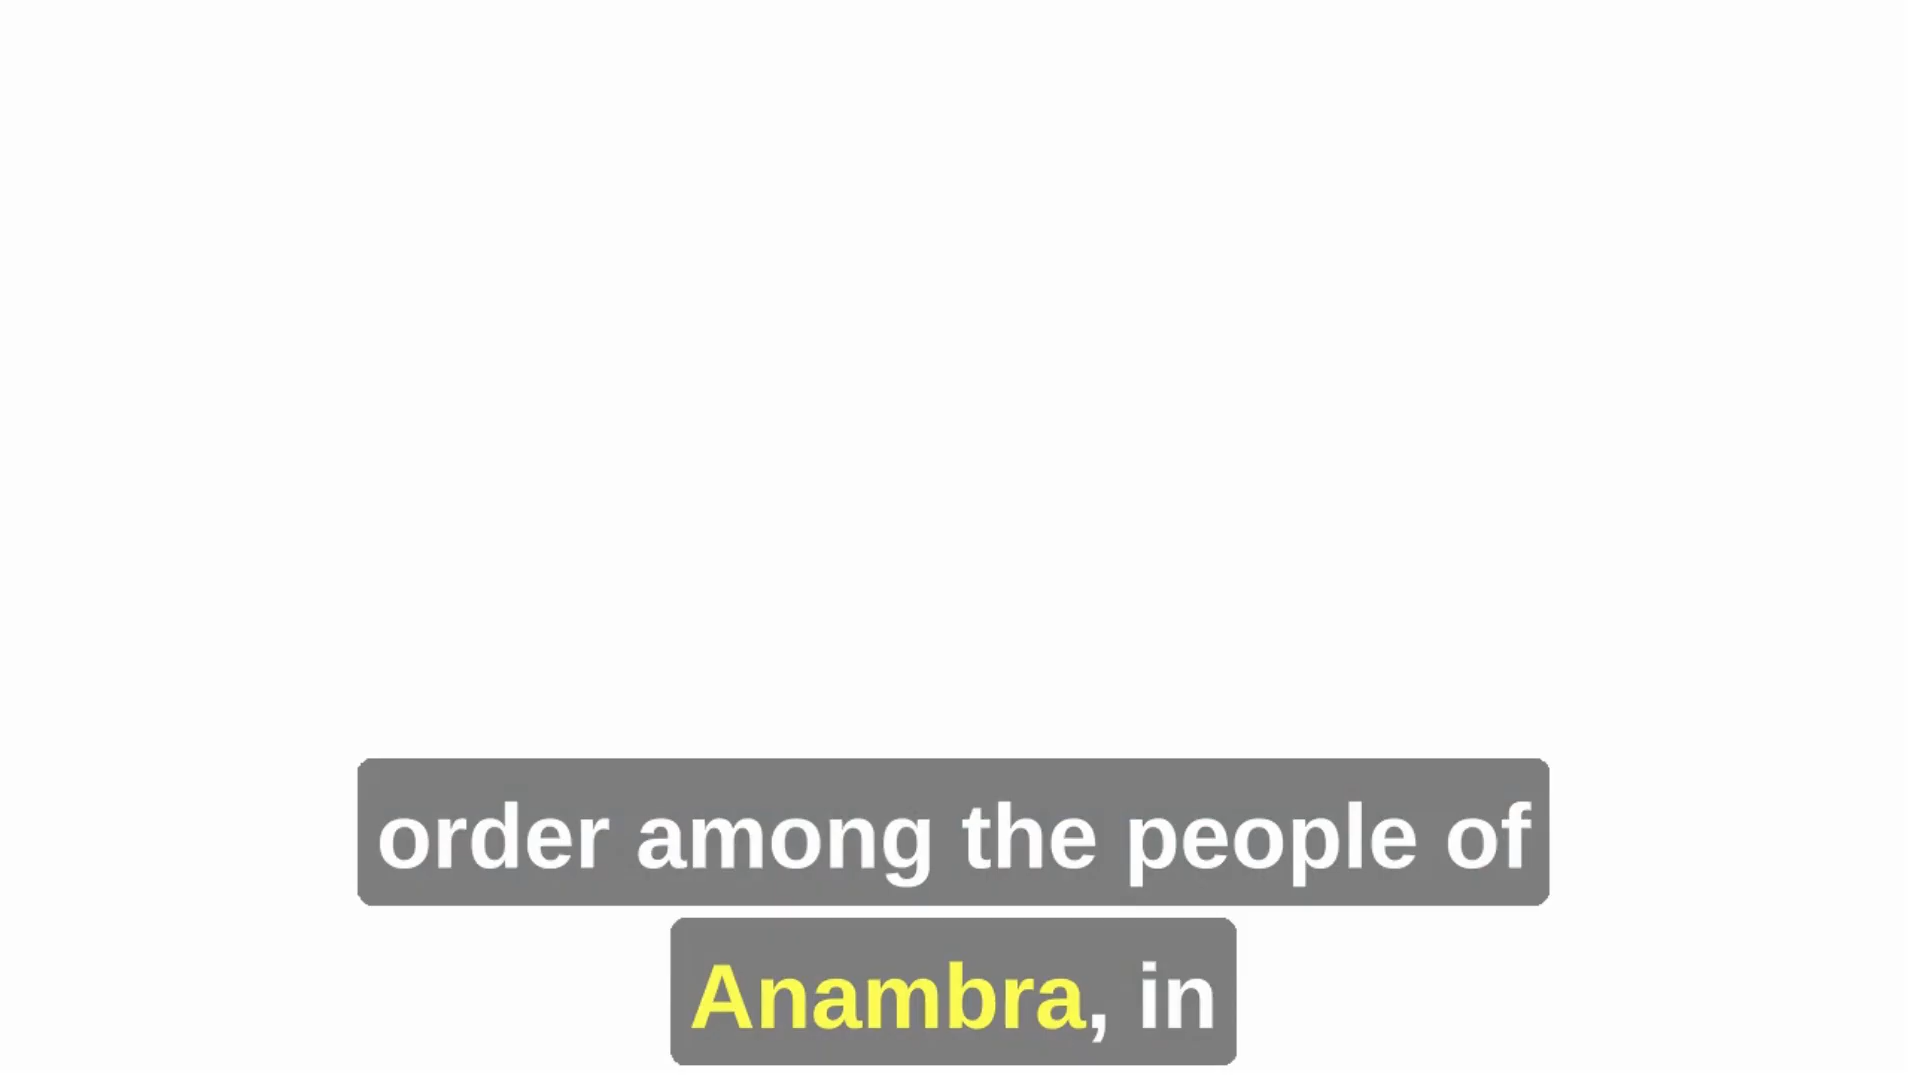 order among the people of
Anambra, in